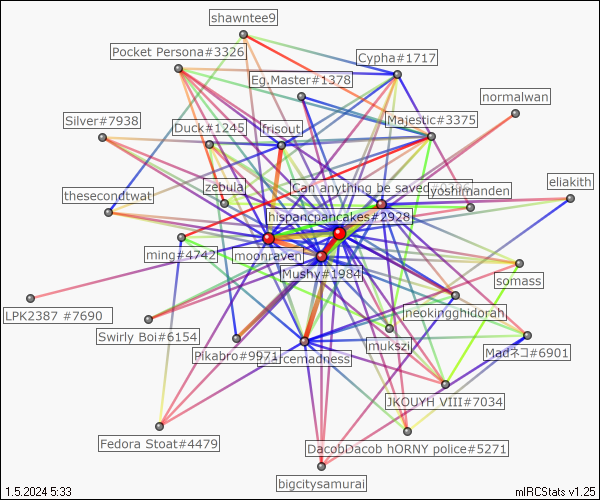 shawntee9
Pocket Persona#3326
Cypha#1717
Eg.Master#1378
normalwan
Silver#7938
Duck#1245
frisout
Majestic#3375
thesecondtwat
zebula
Can anything be saved
yoshimanden
eliakith
hispancpancakes#2928
ming#4742
moonraven
Mushy#1984
somass
LPK2387 #7690
neokingghidorah
Swirly Boi#6154
Pikabro#9971
arcemadness
mukszi
Madネコ#6901
JKOUYH VIII#7034
Fedora Stoat#4479
DacobDacob hORNY police#5271
bigcitysamurai
1.5.2024 5:33
mIRCStats v1.25